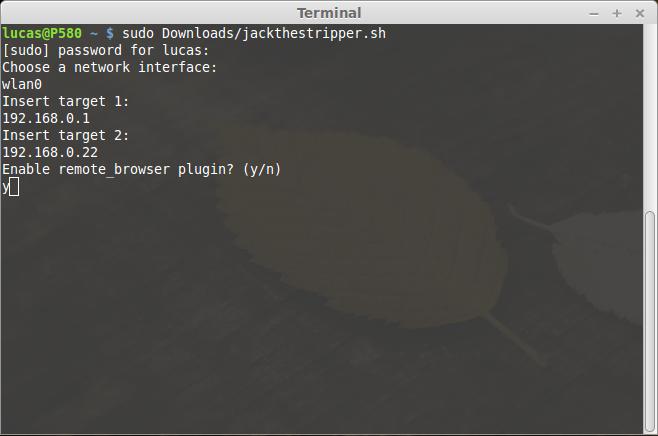 Terminal
lucas@P580 ~ $ sudo Downloads/jackthestripper.sh
[sudo] password for lucas:
Choose a network interface:
wlan0
Insert target 1:
192.168.0.1
Insert target 2:
192.168.0.22
Enable remote_browser plugin? (y/n)
y